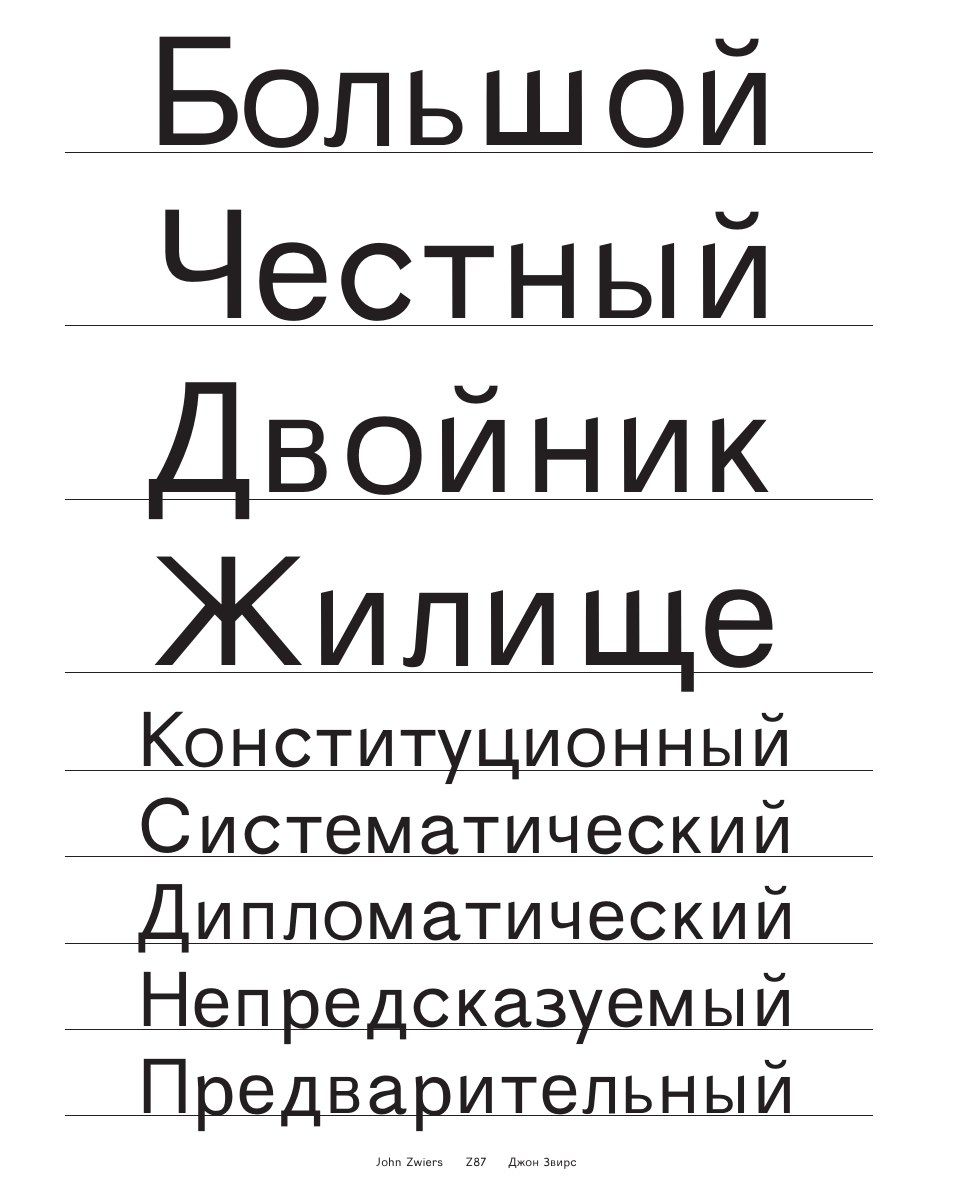 Большой
Честный
Двойник
Жилище
Конституционный
Систематический
Дипломатический
Непредсказуемый
Предварительный
John Zwiers Z87 Джон Звирс